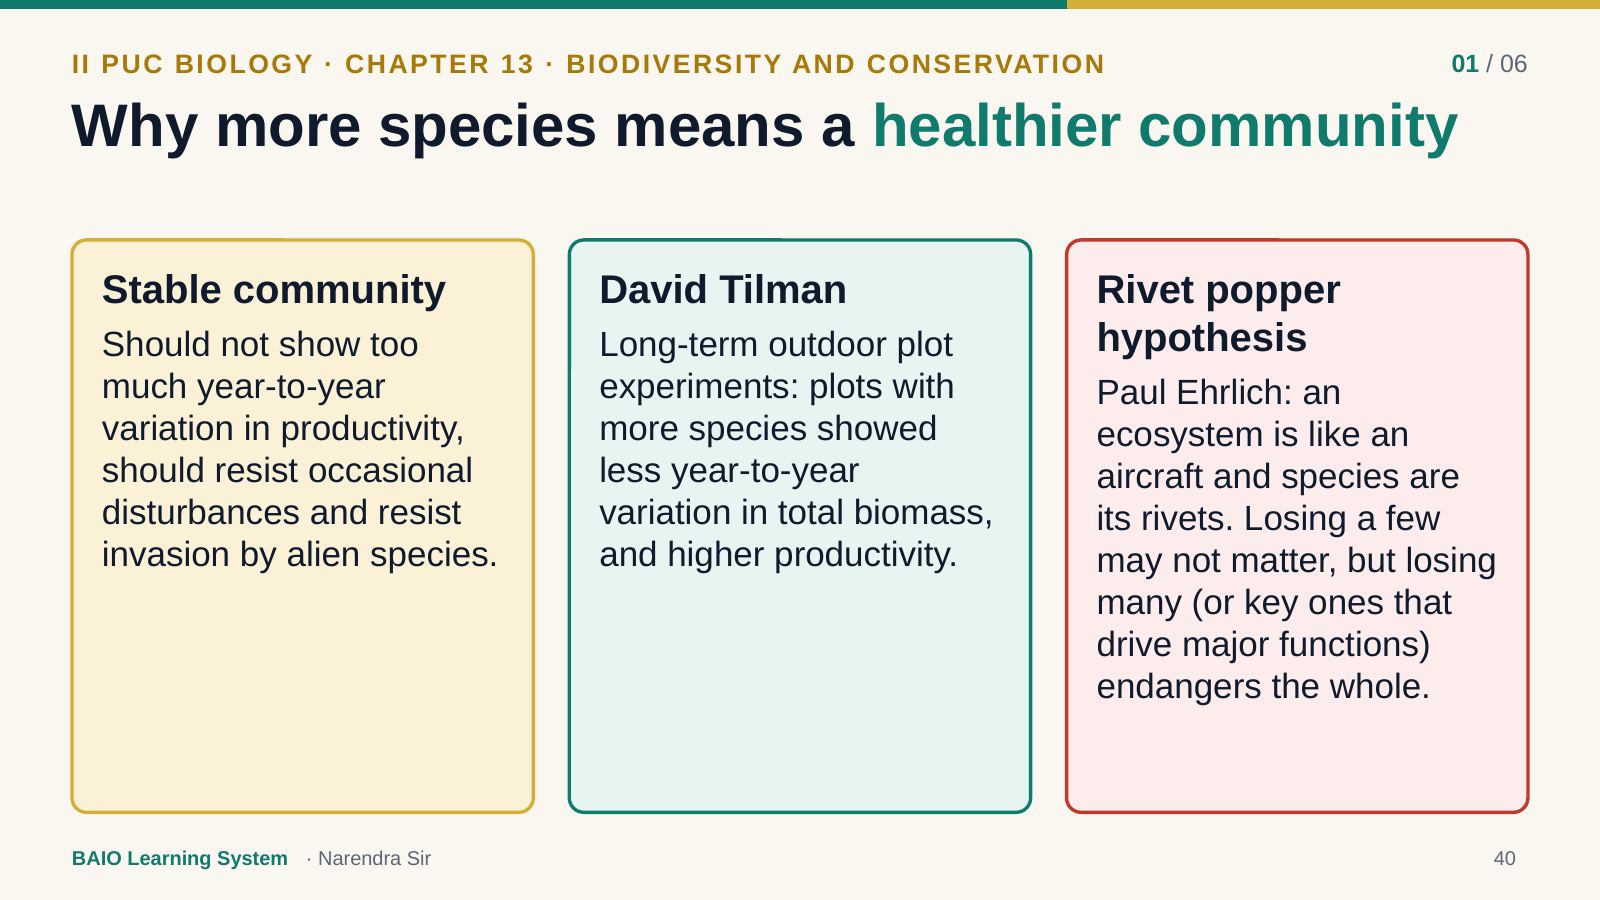 II PUC BIOLOGY · CHAPTER 13 · BIODIVERSITY AND CONSERVATION
01 / 06
Why more species means a healthier community
Stable community
Should not show too
much year-to-year
variation in productivity,
should resist occasional
disturbances and resist
invasion by alien species.
David Tilman
Long-term outdoor plot
experiments: plots with
more species showed
less year-to-year
variation in total biomass,
and higher productivity.
Rivet popper
hypothesis
Paul Ehrlich: an
ecosystem is like an
aircraft and species are
its rivets. Losing a few
may not matter, but losing
many (or key ones that
drive major functions)
endangers the whole.
BAIO Learning System · Narendra Sir
40